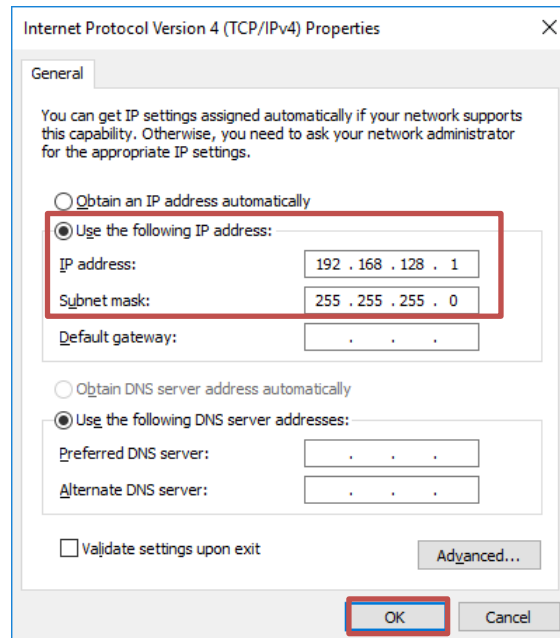 Internet Protocol Version 4 (TCP/IPv4) Properties
General
You can get IP settings assigned automatically if your network supports
this capability. Otherwise, you need to ask your network administrator
for the appropriate IP settings.
Obtain an IP address automatically
Use the following IP address:
IP address: 192 . 168 . 128 . 1
Subnet mask: 255 . 255 . 255 . 0
Default gateway: . . .
Obtain DNS server address automatically
Use the following DNS server addresses:
Preferred DNS server: . . .
Alternate DNS server: . . .
Validate settings upon exit
Advanced...
OK Cancel